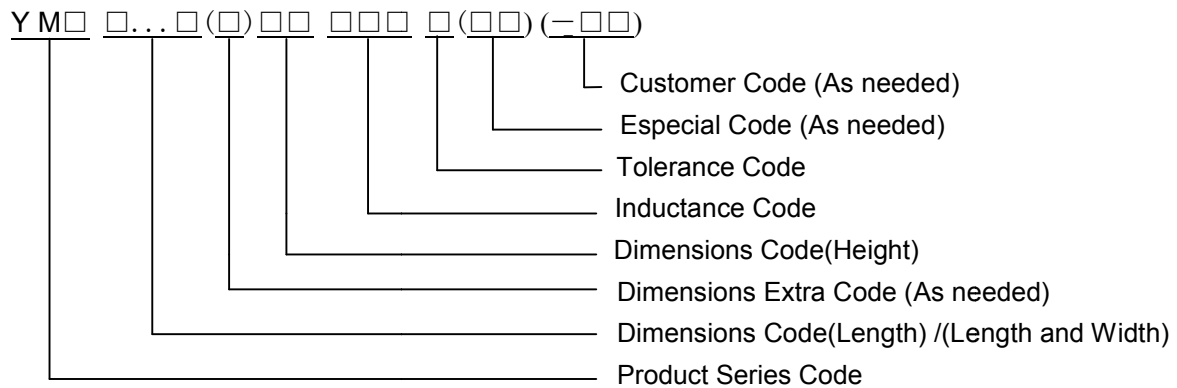 YM□ □...□(□)□□ □□□ □(□□)(-□□)
Customer Code (As needed)
Especial Code (As needed)
Tolerance Code
Inductance Code
Dimensions Code(Height)
Dimensions Extra Code (As needed)
Dimensions Code(Length) /(Length and Width)
Product Series Code